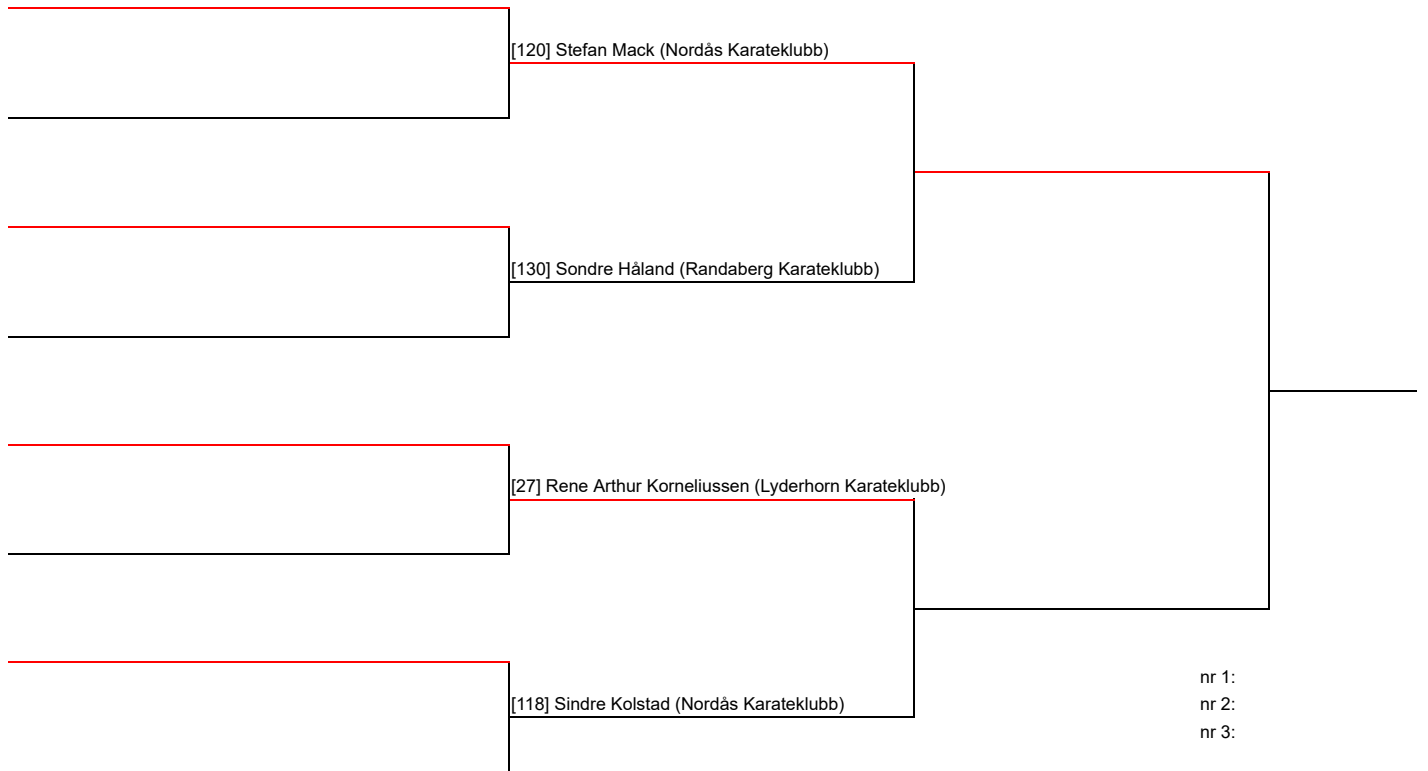 [120] Stefan Mack (Nordås Karateklubb)
[130] Sondre Håland (Randaberg Karateklubb)
[27] Rene Arthur Korneliussen (Lyderhorn Karateklubb)
[118] Sindre Kolstad (Nordås Karateklubb)
nr 1:
nr 2:
nr 3: